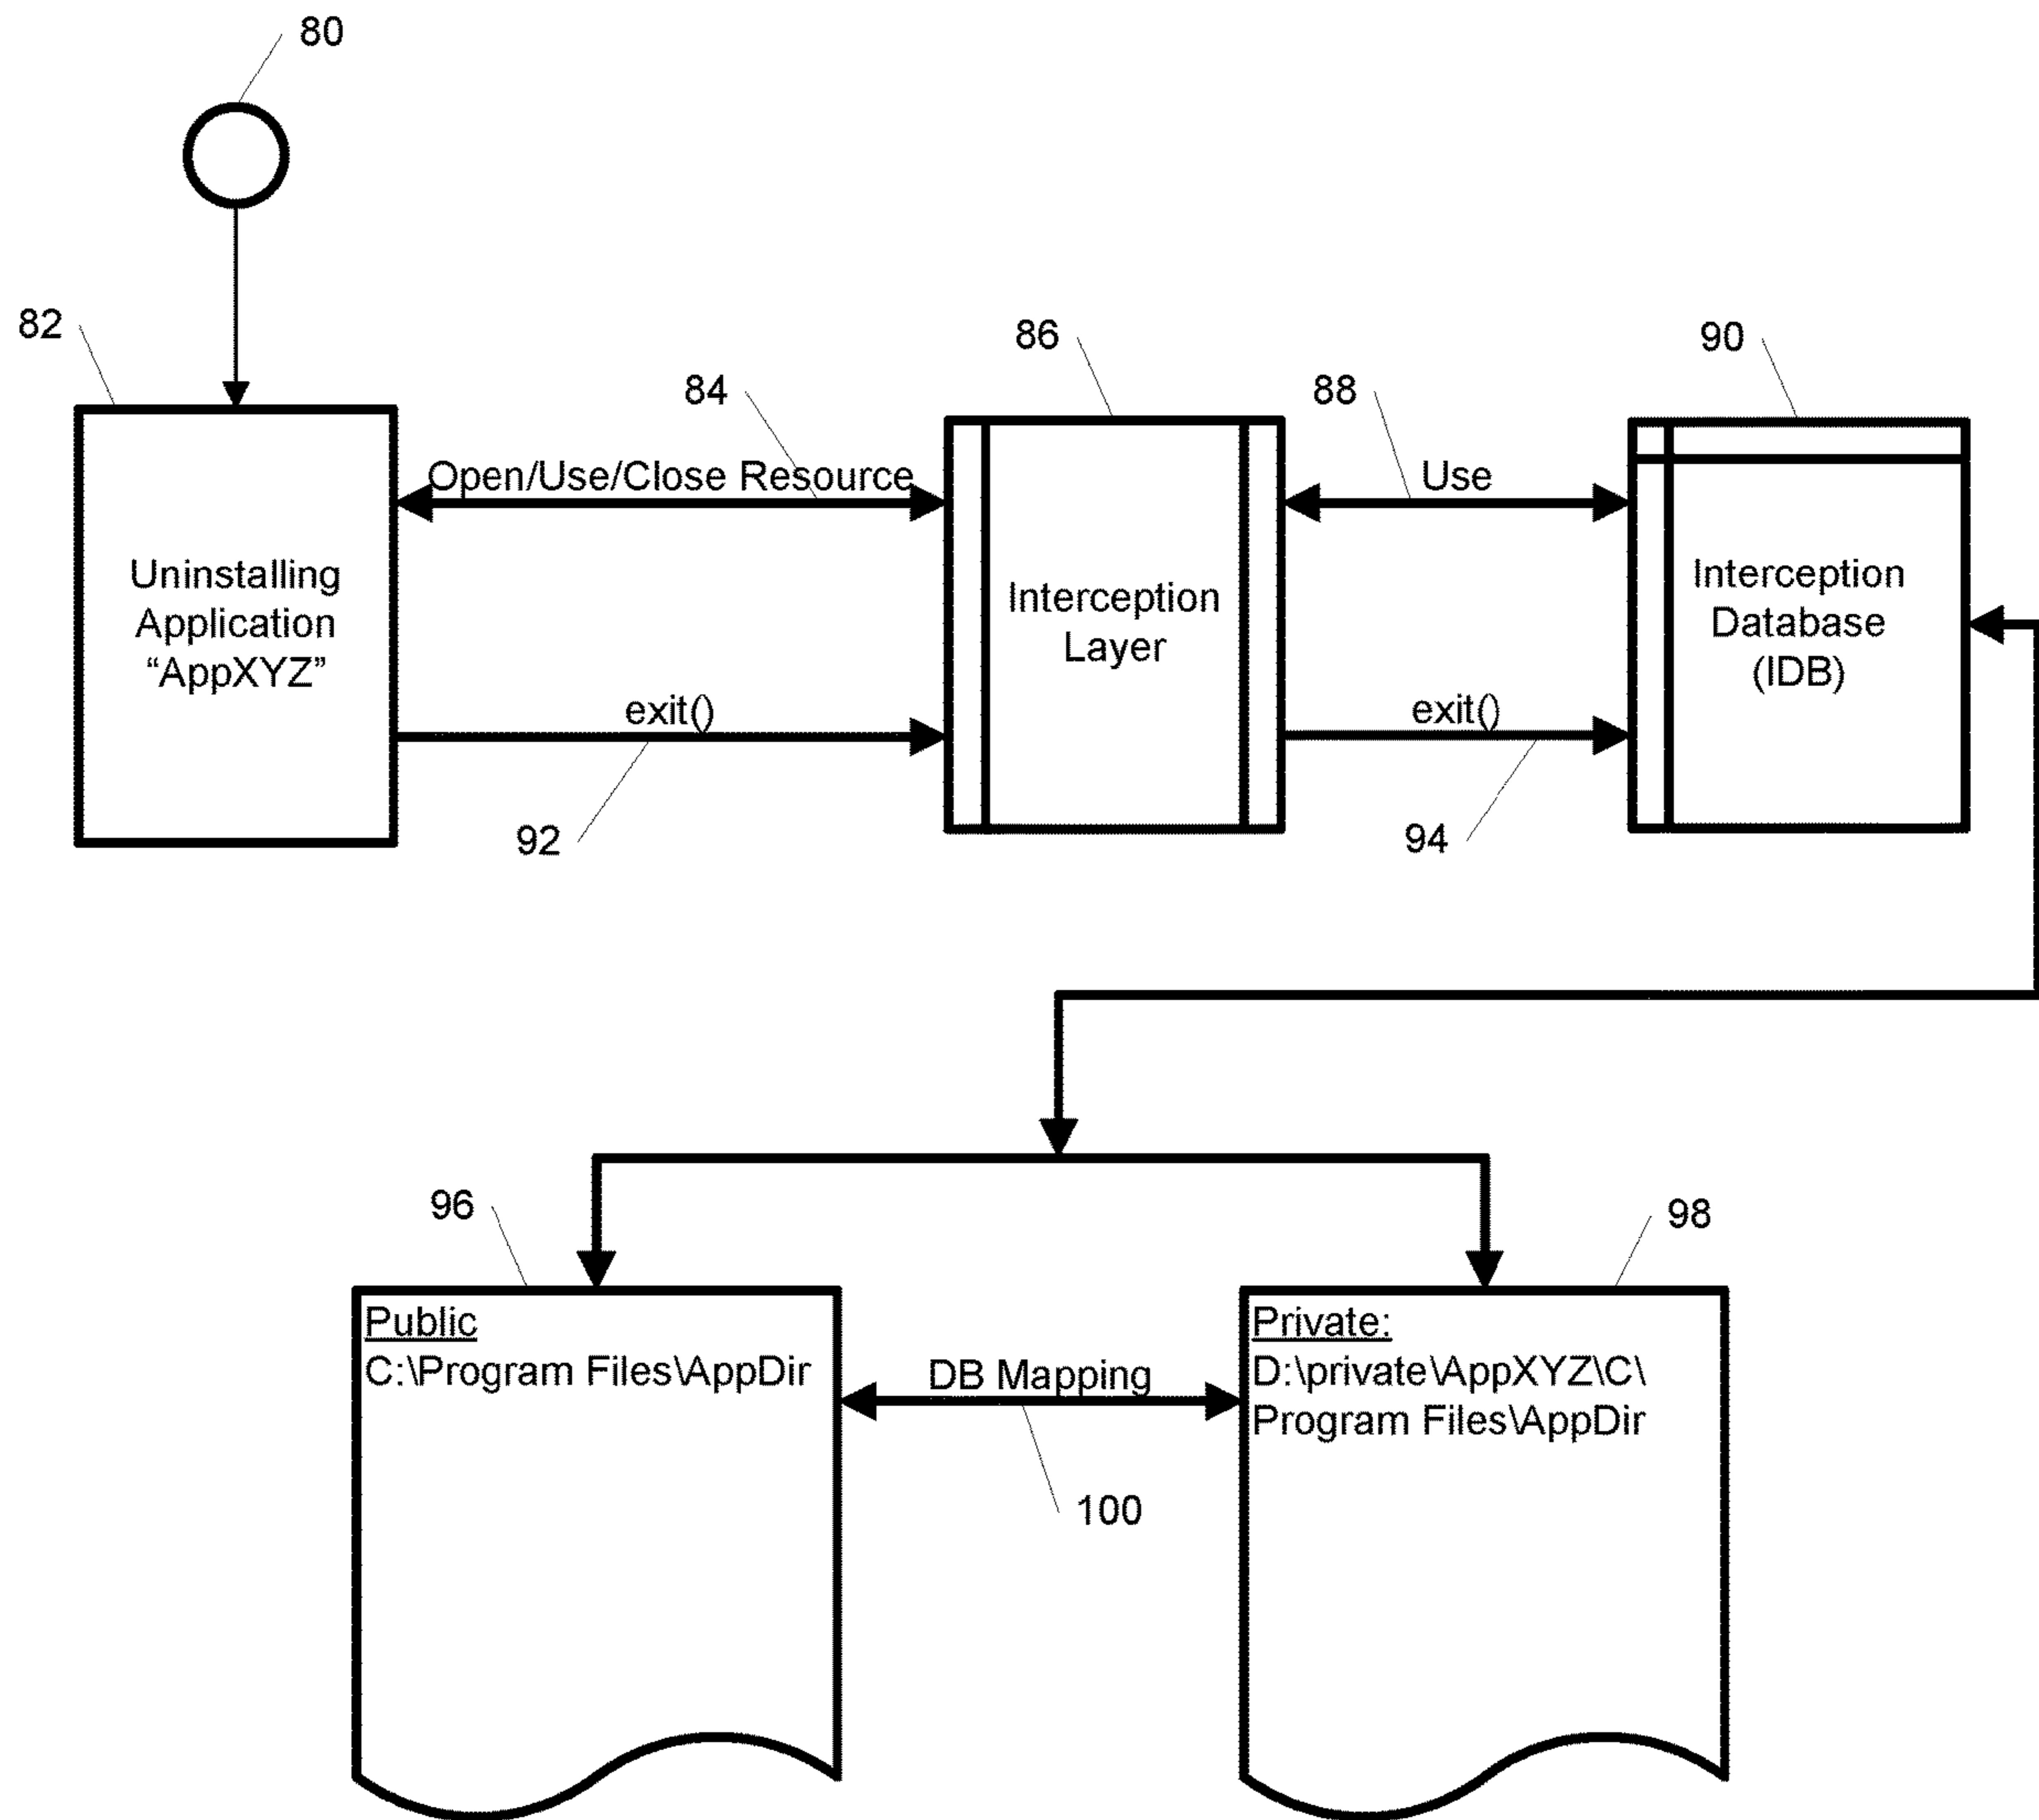 80
82
86
90
84
88
Open/Use/Close Resource
Use
Uninstalling
Application
“AppXYZ”
Interception
Layer
Interception
Database
(IDB)
exit()
exit()
92
94
96
98
Public
C:\Program Files\AppDir
DB Mapping
Private:
D:\private\AppXYZ\C\
Program Files\AppDir
100